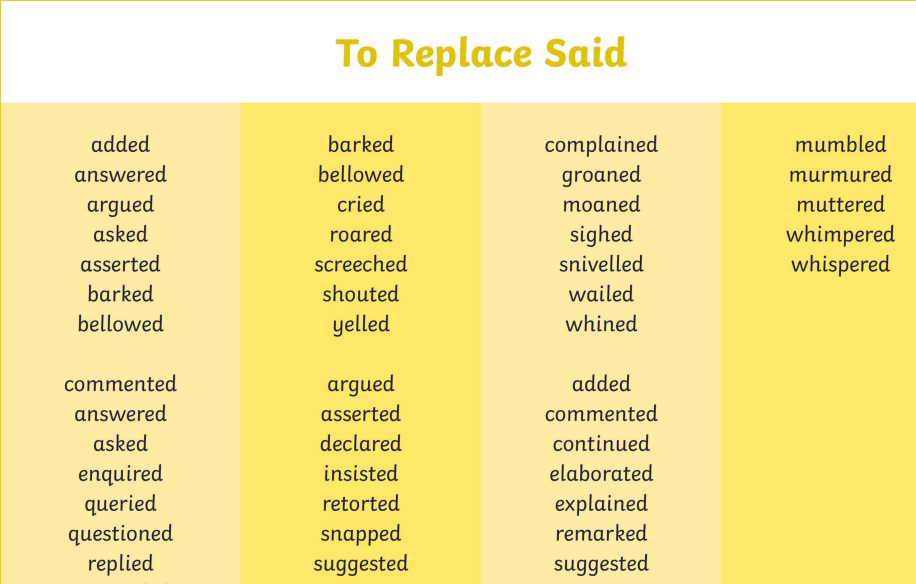 To Replace Said
added
answered
argued
asked
asserted
barked
bellowed
commented
answered
asked
enquired
queried
questioned
replied
barked
bellowed
cried
roared
screeched
shouted
yelled
argued
asserted
declared
insisted
retorted
snapped
suggested
complained
groaned
moaned
sighed
snivelled
wailed
whined
added
commented
continued
elaborated
explained
remarked
suggested
mumbled
murmured
muttered
whimpered
whispered